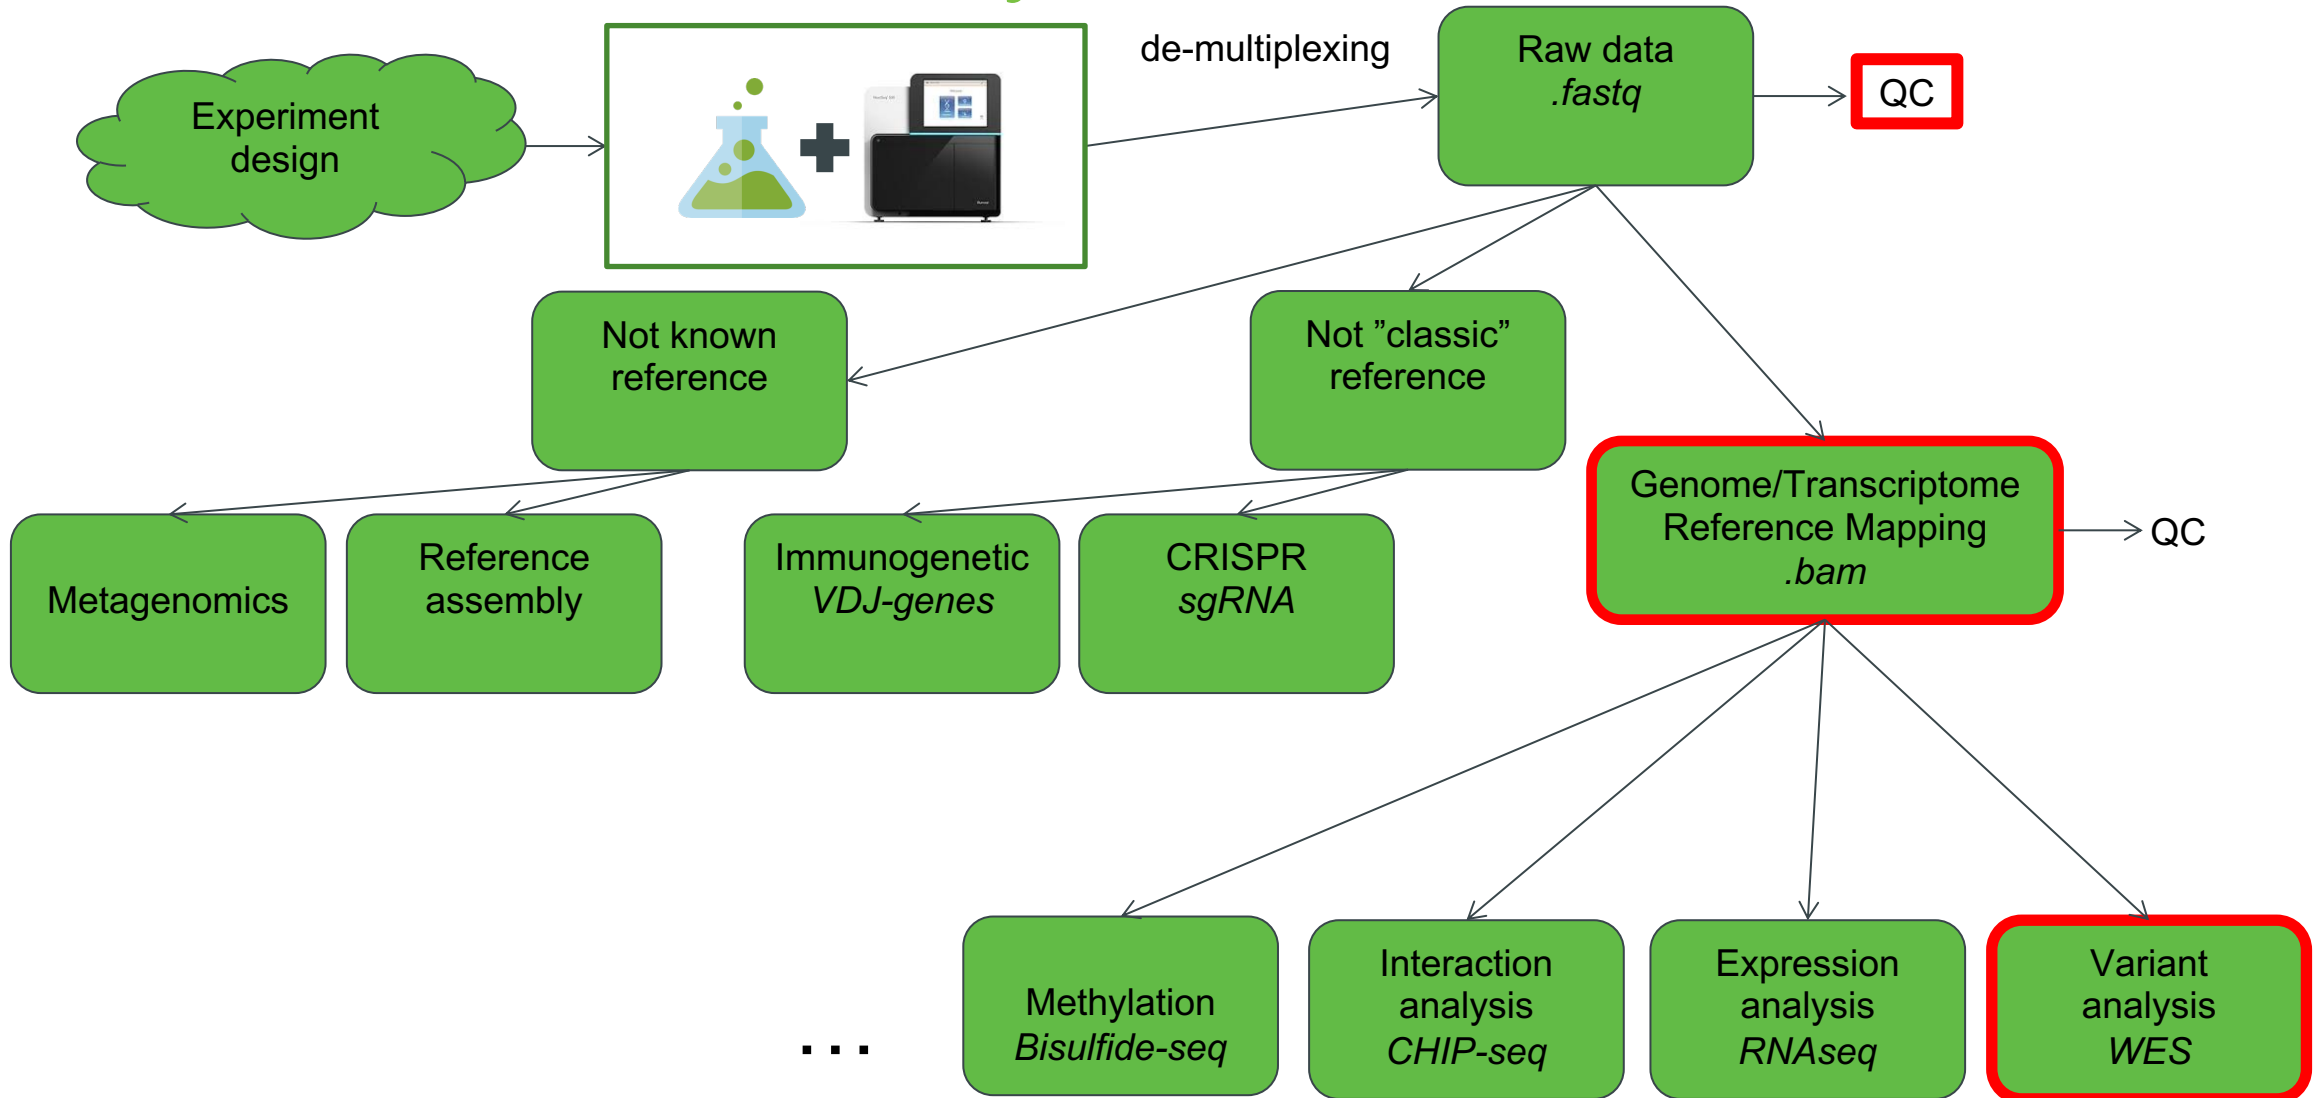 de-multiplexing
Raw data
.fastq
QC
Experiment
design
Not known
reference
Not ”classic”
reference
Genome/Transcriptome
Reference Mapping
.bam
QC
Metagenomics
Reference
assembly
Immunogenetic
VDJ-genes
CRISPR
sgRNA
...
Methylation
Bisulfide-seq
Interaction
analysis
CHIP-seq
Expression
analysis
RNAseq
Variant
analysis
WES